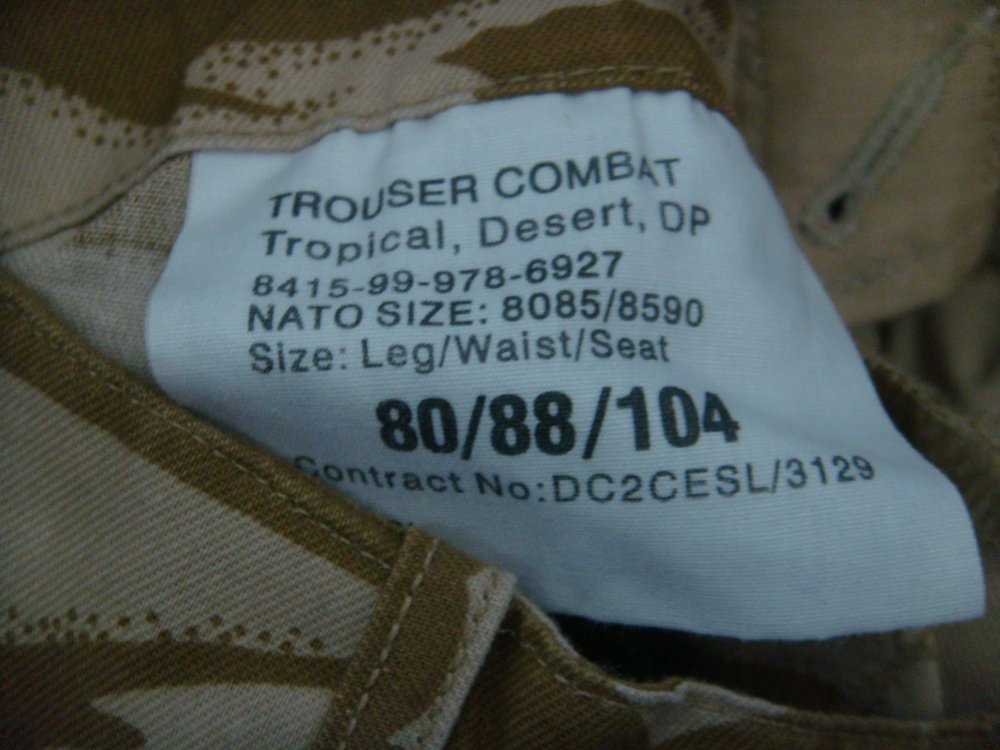 TROUSER COMBAT
Tropical, Desert, DP
8415-99-978-6927
NATO SIZE: 8085/8590
Size: Leg/Waist/Seat
80/88/104
Contract No:DC2CESL/3129